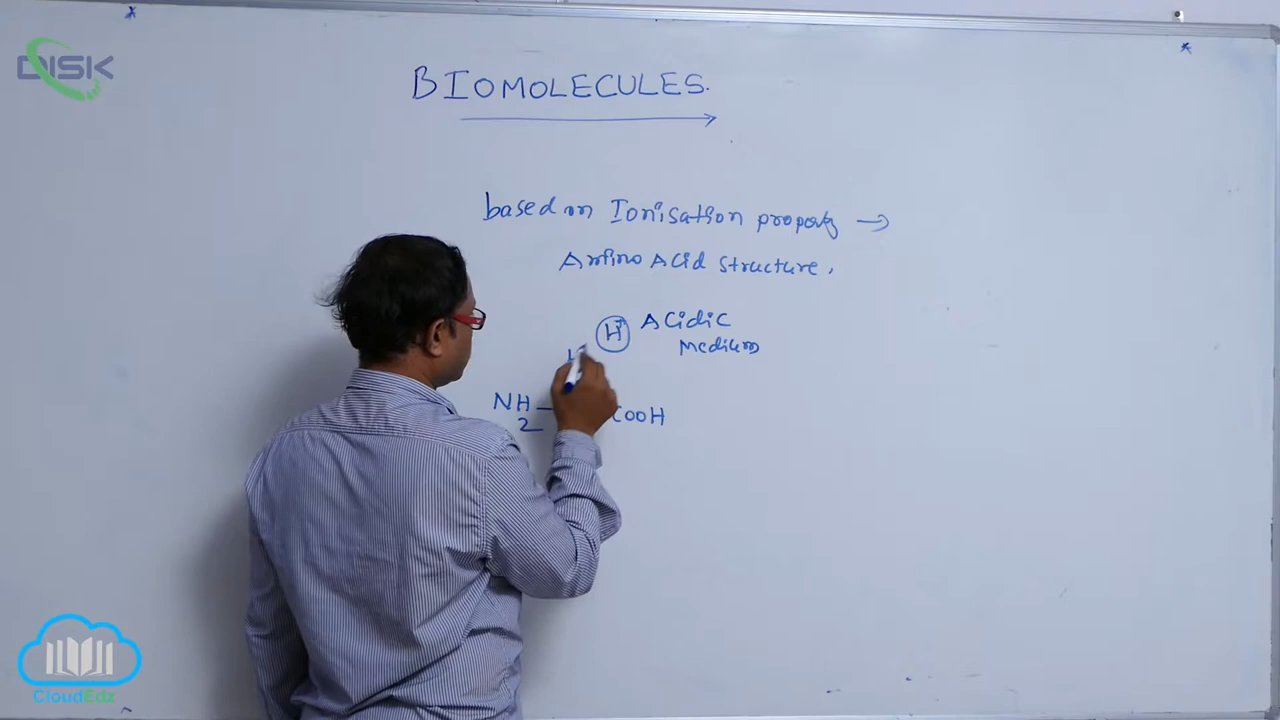 DISK
BIOMOLECULES.
based on Ionisation property →
Amino Acid structure.
H⁺ Acidic
Medium
NH2— COOH
CloudEdz